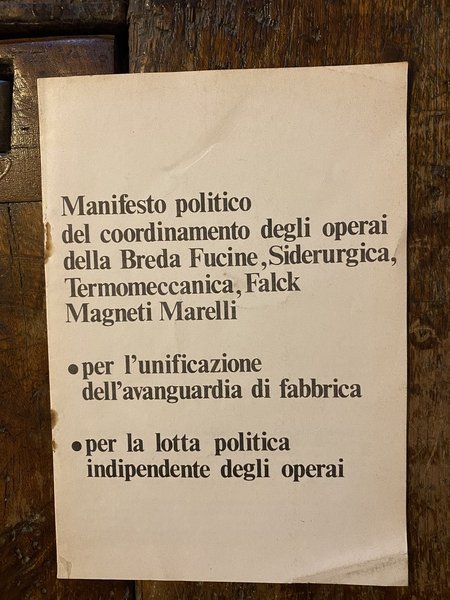 Manifesto politico
del coordinamento degli operai
della Breda Fucine, Siderurgica,
Termomeccanica, Falck
Magneti Marelli
• per l'unificazione
dell'avanguardia di fabbrica
• per la lotta politica
indipendente degli operai